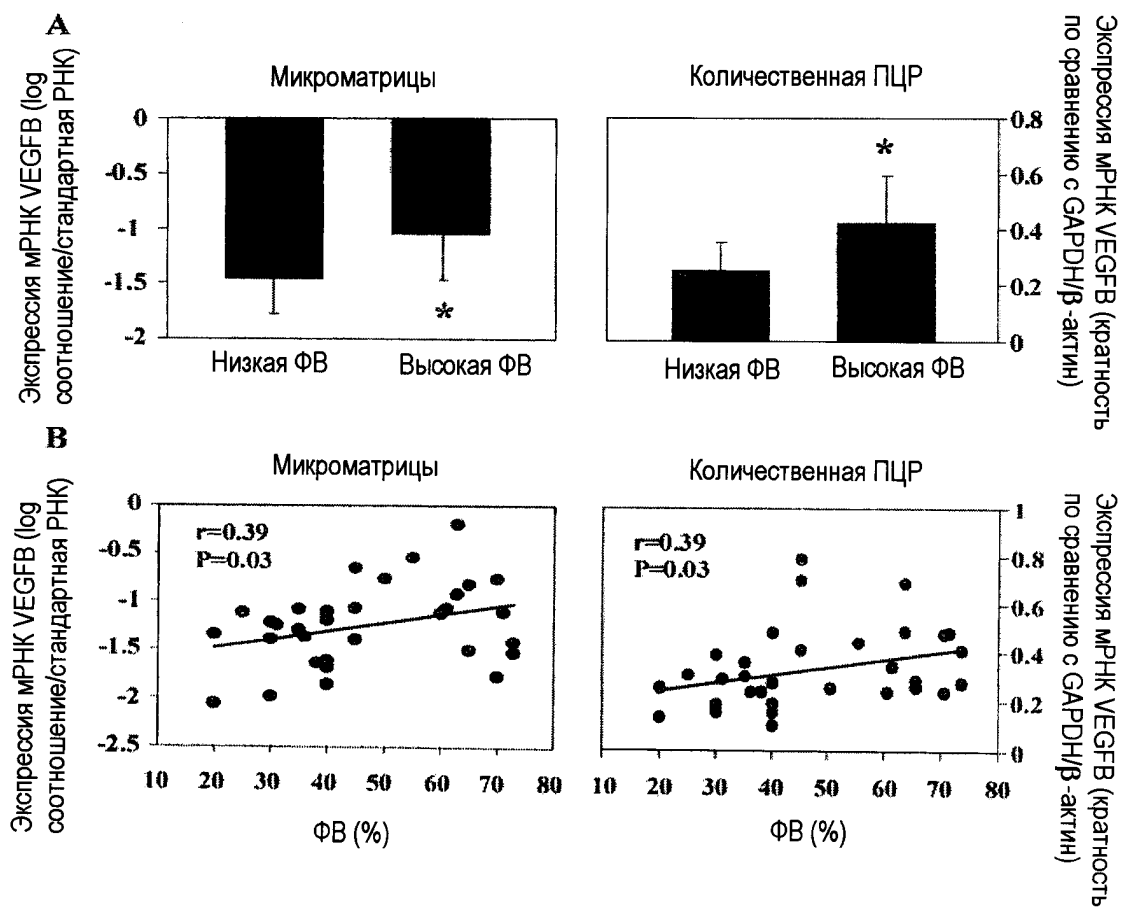 A
Микроматрицы
Количественная ПЦР
Экспрессия мРНК VEGFB (log
соотношение/стандартная РНК)
0
-0.5
-1
-1.5
-2
*
Низкая ФВ
Высокая ФВ
*
0.8
0.6
0.4
0.2
0
Низкая ФВ
Высокая ФВ
Экспрессия мРНК VEGFB (кратность
по сравнению с GAPDH/β-актин)
B
Микроматрицы
Количественная ПЦР
Экспрессия мРНК VEGFB (log
соотношение/стандартная РНК)
0
-0.5
-1
-1.5
-2
-2.5
r=0.39
P=0.03
10 20 30 40 50 60 70 80
ФВ (%)
r=0.39
P=0.03
1
0.8
0.6
0.4
0.2
0
10 20 30 40 50 60 70 80
ФВ (%)
Экспрессия мРНК VEGFB (кратность
по сравнению с GAPDH/β-актин)